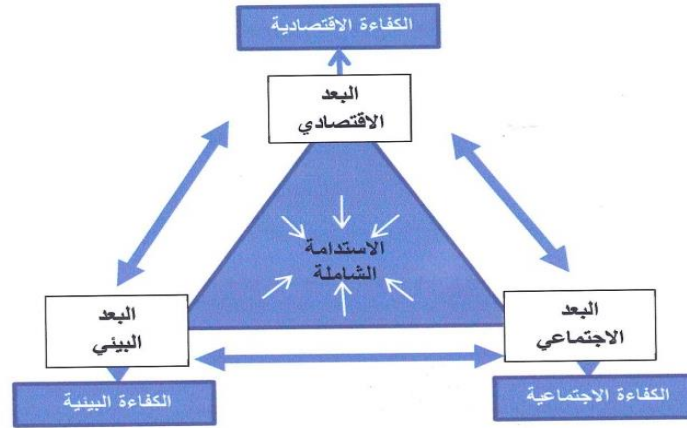 الكفاءة الاقتصادية
البعد
الاقتصادي
الاستدامة
الشاملة
البعد
الاجتماعي
البعد
البيني
الكفاءة الاجتماعية
الكفاءة البينية